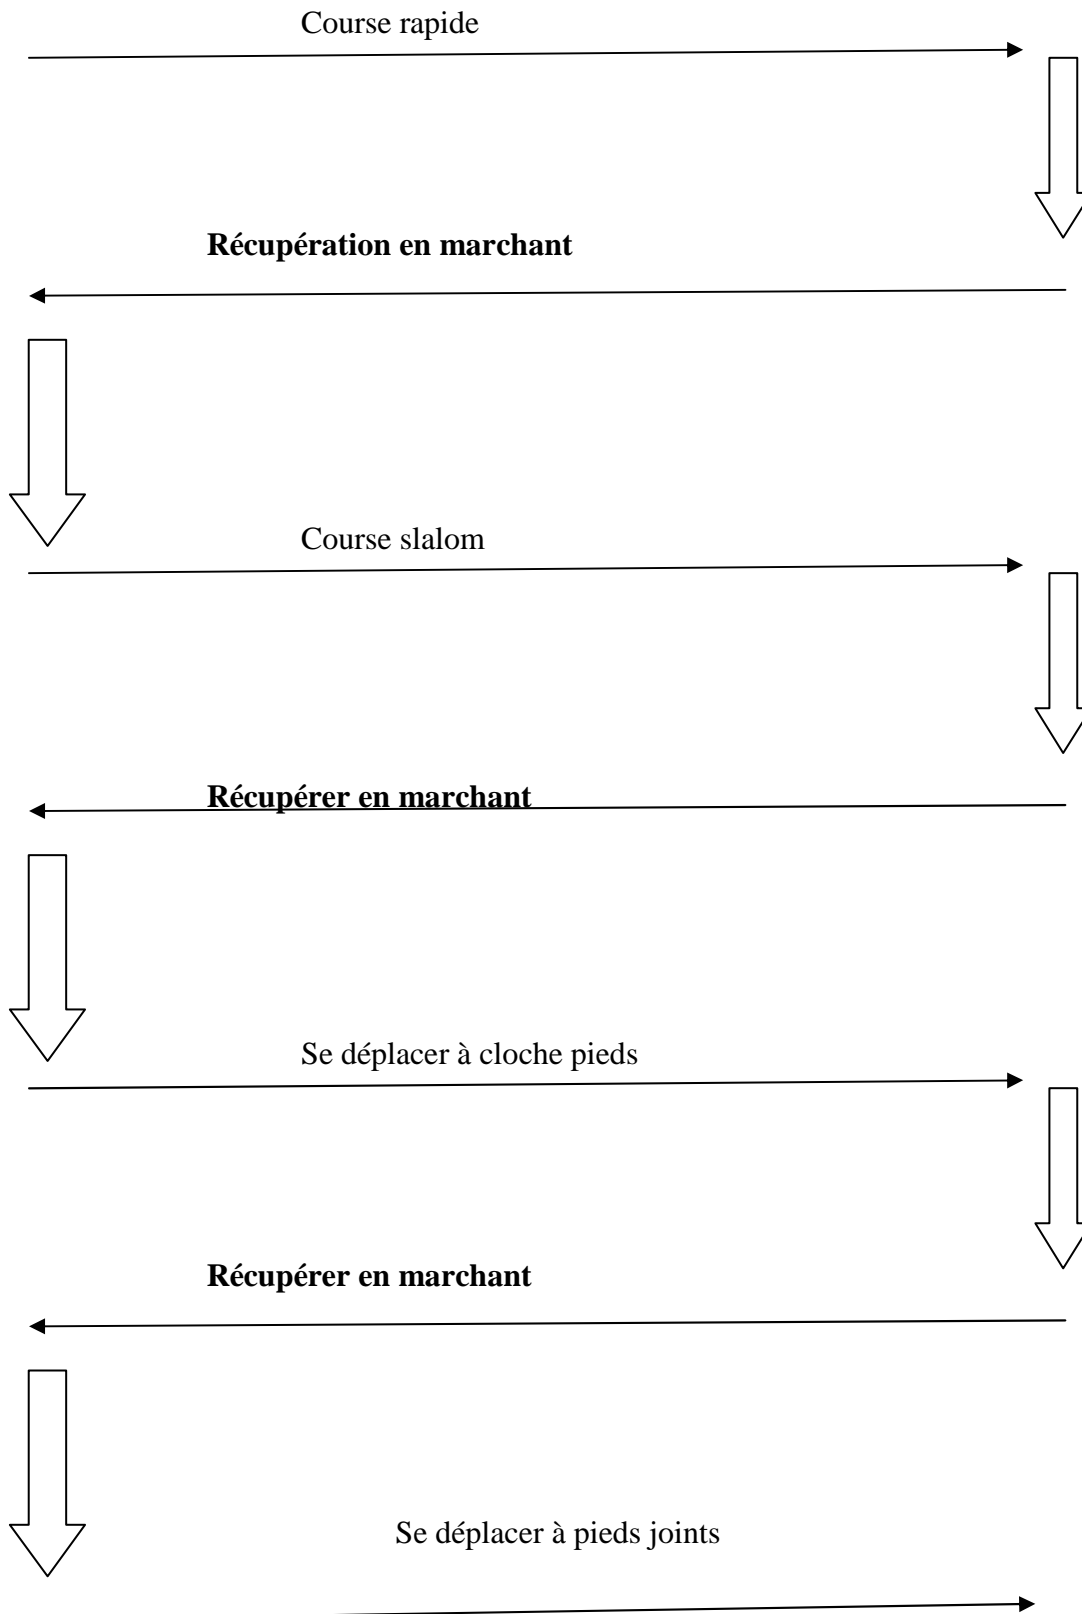 Course rapide
Récupération en marchant
Course slalom
Récupérer en marchant
Se déplacer à cloche pieds
Récupérer en marchant
Se déplacer à pieds joints